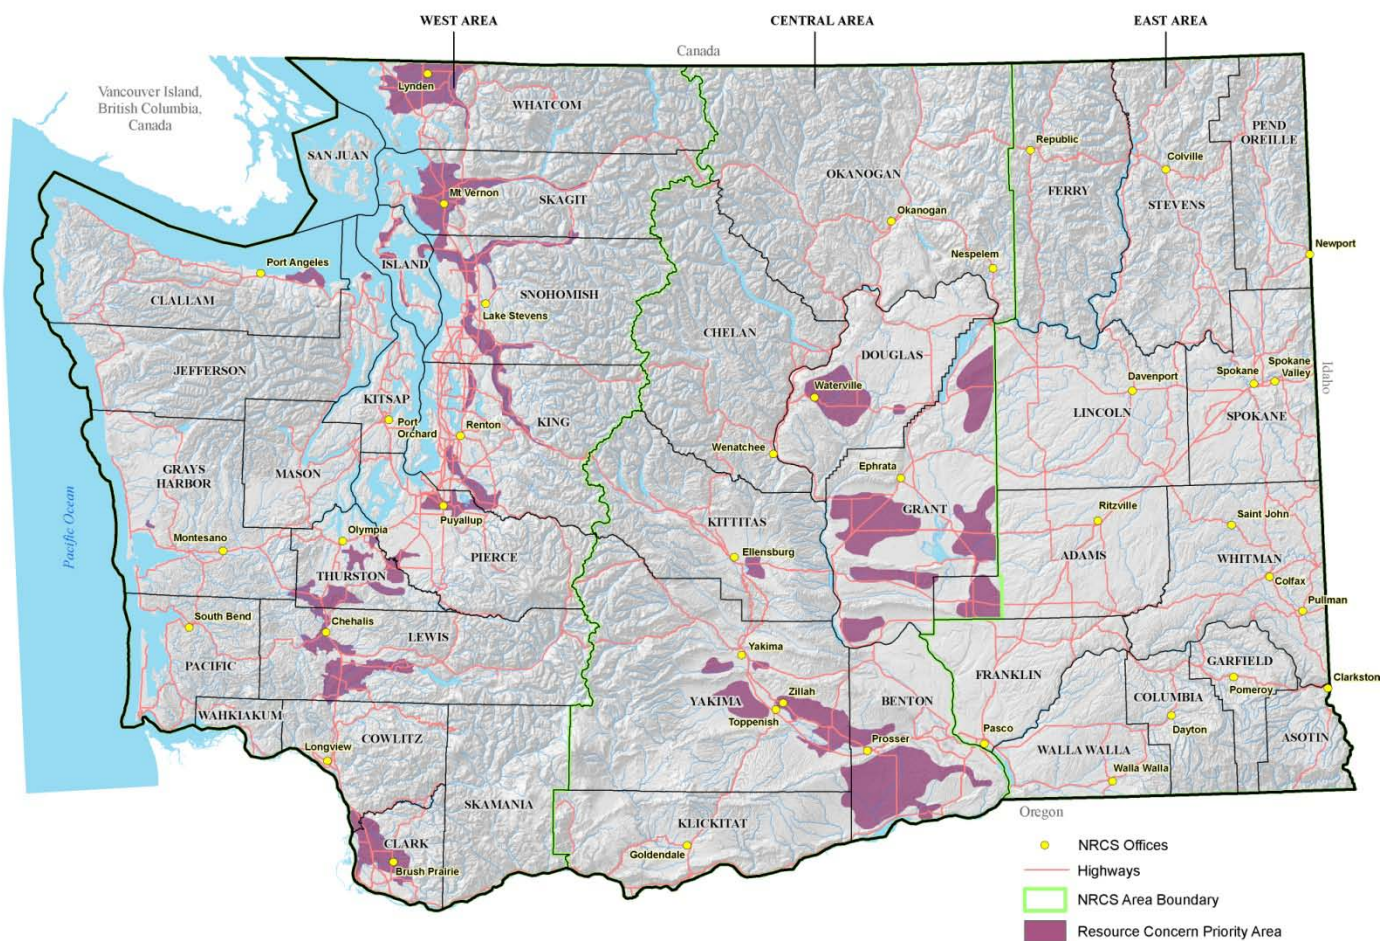 WEST AREA
CENTRAL AREA
EAST AREA
Canada
Vancouver Island,
British Columbia,
Canada
Lynden
WHATCOM
SAN JUAN
Mt Vernon
SKAGIT
OKANOGAN
Okanogan
Nespelem
Republic
FERRY
Colville
STEVENS
PEND
OREILLE
Newport
Port Angeles
CLALLAM
ISLAND
SNOHOMISH
Lake Stevens
CHELAN
DOUGLAS
Waterville
JEFFERSON
KITSAP
Port
Orchard
Renton
KING
Wenatchee
Davenport
LINCOLN
Spokane
Spokane
Valley
SPOKANE
Idaho
GRAYS
HARBOR
MASON
Pacific Ocean
Montesano
Olympia
Puyallup
THURSTON
PIERCE
KITTITAS
Ellensburg
Ephrata
GRANT
Ritzville
ADAMS
Saint John
WHITMAN
Colfax
Pullman
South Bend
PACIFIC
Chehalis
LEWIS
Yakima
YAKIMA
Zillah
Toppenish
BENTON
Prosser
FRANKLIN
Pasco
GARFIELD
Pomeroy
Clarkston
COLUMBIA
Dayton
ASOTIN
WALLA WALLA
Walla Walla
WAHKIAKUM
COWLITZ
Longview
SKAMANIA
KLICKITAT
Goldendale
CLARK
Brush Prairie
Oregon
NRCS Offices
Highways
NRCS Area Boundary
Resource Concern Priority Area